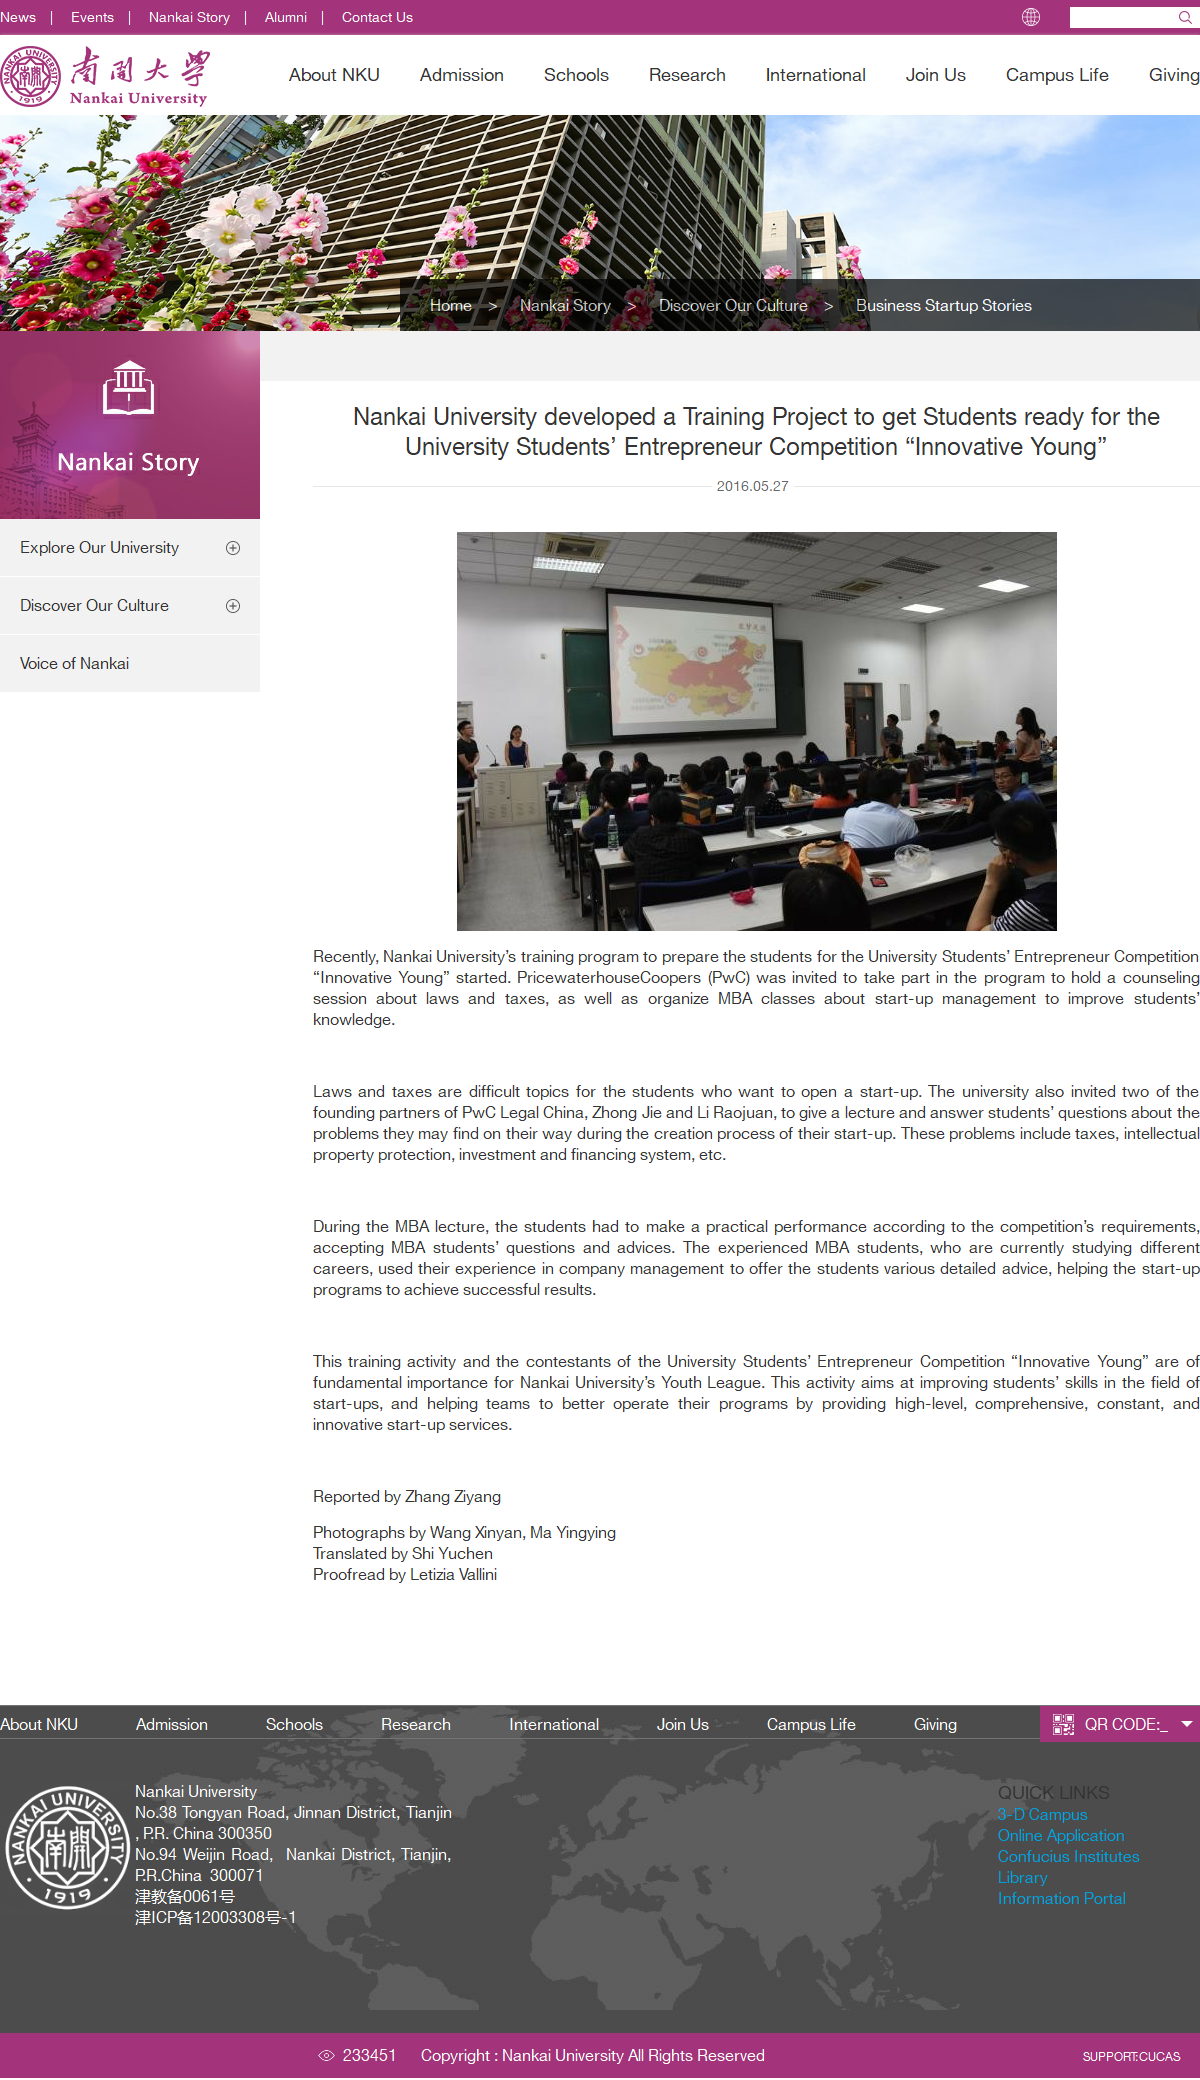 News | Events | Nankai Story | Alumni | Contact Us
南開大學
Nankai University
NANKAI UNIVERSITY
南開
1919
About NKU Admission Schools Research International Join Us Campus Life Giving
Home > Nankai Story > Discover Our Culture > Business Startup Stories
Nankai Story
Explore Our University
Discover Our Culture
Voice of Nankai
Nankai University developed a Training Project to get Students ready for the
University Students’ Entrepreneur Competition “Innovative Young”
2016.05.27
Recently, Nankai University’s training program to prepare the students for the University Students’ Entrepreneur Competition
“Innovative Young” started. PricewaterhouseCoopers (PwC) was invited to take part in the program to hold a counseling
session about laws and taxes, as well as organize MBA classes about start-up management to improve students’
knowledge.
Laws and taxes are difficult topics for the students who want to open a start-up. The university also invited two of the
founding partners of PwC Legal China, Zhong Jie and Li Raojuan, to give a lecture and answer students’ questions about the
problems they may find on their way during the creation process of their start-up. These problems include taxes, intellectual
property protection, investment and financing system, etc.
During the MBA lecture, the students had to make a practical performance according to the competition’s requirements,
accepting MBA students’ questions and advices. The experienced MBA students, who are currently studying different
careers, used their experience in company management to offer the students various detailed advice, helping the start-up
programs to achieve successful results.
This training activity and the contestants of the University Students’ Entrepreneur Competition “Innovative Young” are of
fundamental importance for Nankai University’s Youth League. This activity aims at improving students’ skills in the field of
start-ups, and helping teams to better operate their programs by providing high-level, comprehensive, constant, and
innovative start-up services.
Reported by Zhang Ziyang
Photographs by Wang Xinyan, Ma Yingying
Translated by Shi Yuchen
Proofread by Letizia Vallini
About NKU Admission Schools Research International Join Us Campus Life Giving QR CODE:_
NANKAI UNIVERSITY
南開
1919
Nankai University
No.38 Tongyan Road, Jinnan District, Tianjin
, P.R. China 300350
No.94 Weijin Road, Nankai District, Tianjin,
P.R.China 300071
津教备0061号
津ICP备12003308号-1
QUICK LINKS
3-D Campus
Online Application
Confucius Institutes
Library
Information Portal
233451 Copyright : Nankai University All Rights Reserved SUPPORT:CUCAS